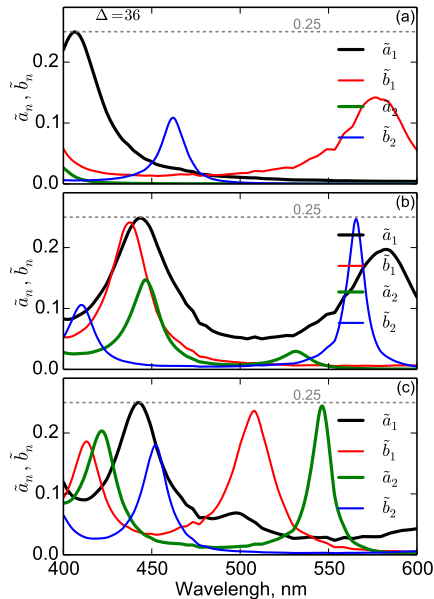 Δ = 36
0.25
(a)
ã₁
b̃₁
ã₂
b̃₂
ãₙ, b̃ₙ
0.2
0.1
0.0
0.25
(b)
ã₁
b̃₁
ã₂
b̃₂
ãₙ, b̃ₙ
0.2
0.1
0.0
0.25
(c)
ã₁
b̃₁
ã₂
b̃₂
ãₙ, b̃ₙ
0.2
0.1
0.0
400 450 500 550 600
Wavelengh, nm